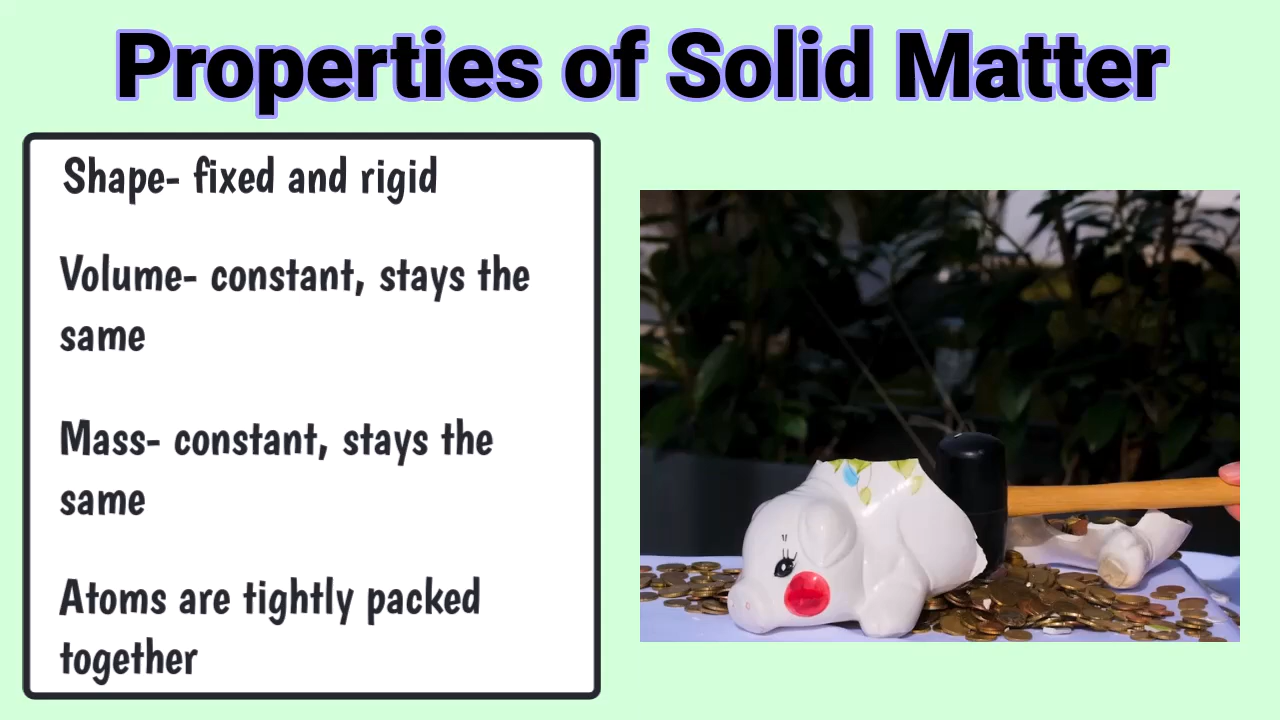 Properties of Solid Matter
Shape- fixed and rigid
Volume- constant, stays the
same
Mass- constant, stays the
same
Atoms are tightly packed
together